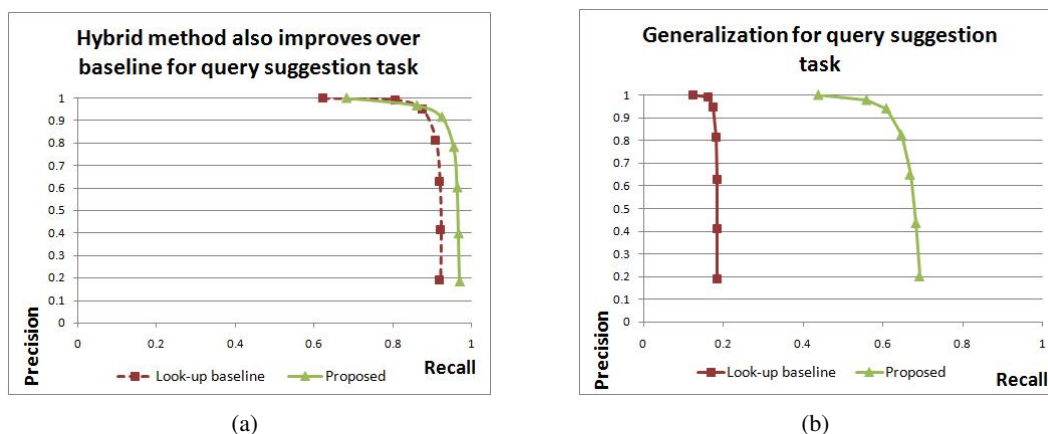 Hybrid method also improves over
baseline for query suggestion task
1
0.9
0.8
0.7
0.6
0.5
0.4
0.3
0.2
0.1
0
0 0.2 0.4 0.6 0.8 1
Precision
Recall
Look-up baseline Proposed
(a)
Generalization for query suggestion
task
1
0.9
0.8
0.7
0.6
0.5
0.4
0.3
0.2
0.1
0
0 0.2 0.4 0.6 0.8 1
Precision
Recall
Look-up baseline Proposed
(b)